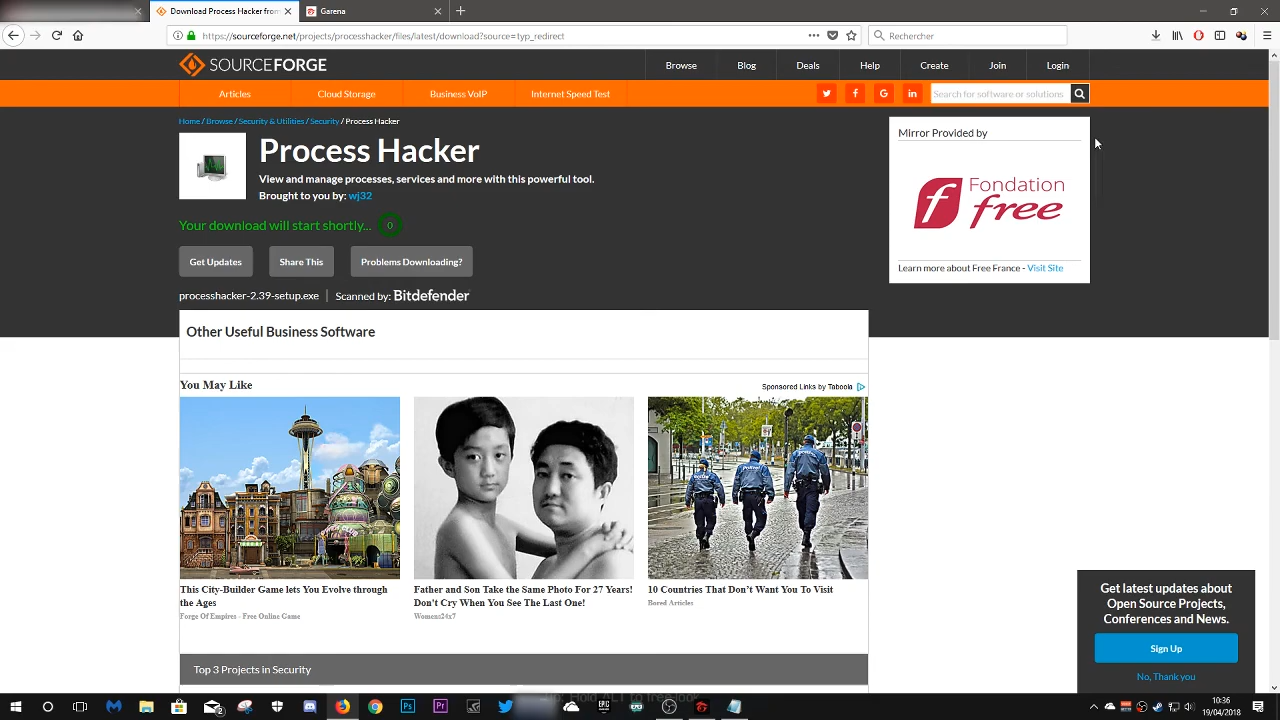 Download Press Hacker from
Garena
https://sourceforge.net/projects/processhacker/files/latest/download?source=typ_redirect
Rechercher
SOURCEFORGE
Browse
Blog
Deals
Help
Create
Join
Login
Articles
Cloud Storage
Business VoIP
Internet Speed Test
Search for software or solutions
Home / Browse / Security & Utilities / Security / Process Hacker
Process Hacker
View and manage processes, services and more with this powerful tool.
Brought to you by: wj32
Your download will start shortly... 0
Get Updates
Share This
Problems Downloading?
processhacker-2.39-setup.exe | Scanned by: Bitdefender
Mirror Provided by
Fondation
free
Learn more about Free France - Visit Site
Other Useful Business Software
You May Like
Sponsored Links by Taboola
This City-Builder Game lets You Evolve through
the Ages
Forge Of Empires - Free Online Game
Father and Son Take the Same Photo For 27 Years!
Don't Cry When You See The Last One!
Womens24x7
10 Countries That Don't Want You To Visit
Bored Articles
Top 3 Projects in Security
Get latest updates about
Open Source Projects,
Conferences and News.
Sign Up
No, Thank you
10:36
19/04/2018